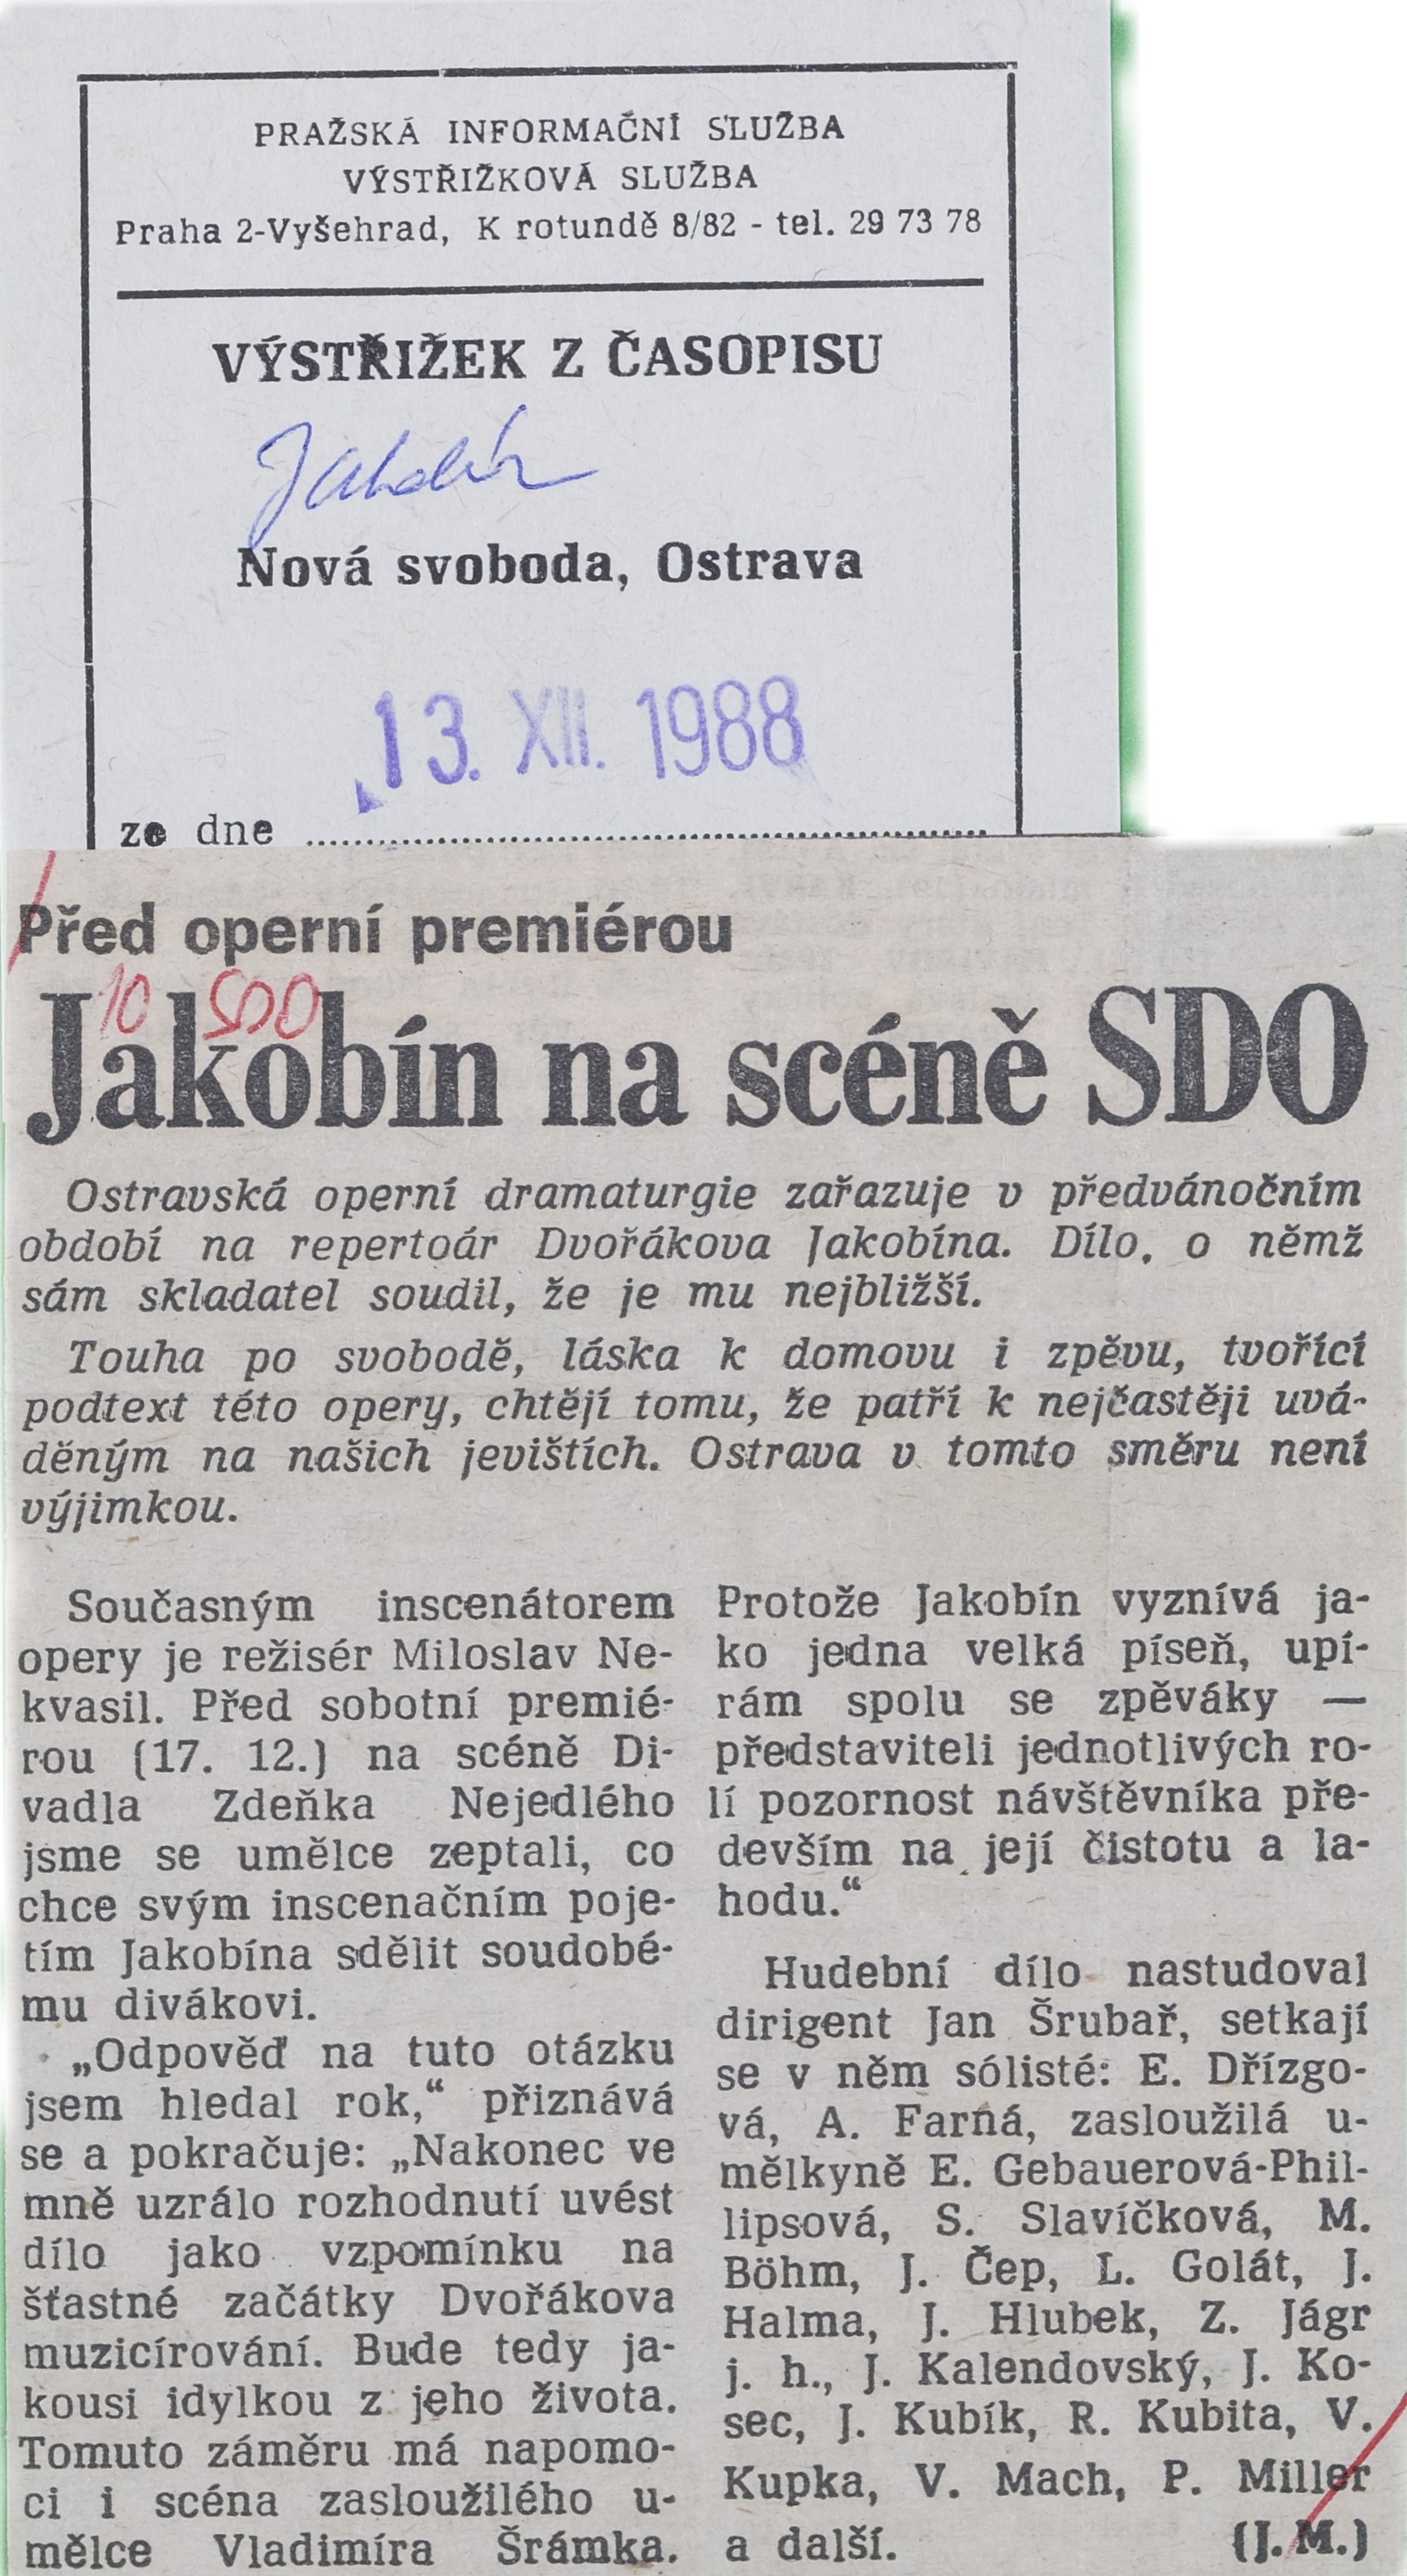 PRAŽSKÁ INFORMAČNÍ SLUŽBA
VÝSTŘIŽKOVÁ SLUŽBA
Praha 2-Vyšehrad, K rotundě 8/82 - tel. 29 73 78
VÝSTŘIŽEK Z ČASOPISU
Jakobín
Nová svoboda, Ostrava
13. XII. 1988
ze dne
Před operní premiérou
10 SDO
Jakobín na scéně SDO
Ostravská operní dramaturgie zařazuje v předvánočním
období na repertoár Dvořákova Jakobína. Dílo, o němž
sám skladatel soudil, že je mu nejbližší.
Touha po svobodě, láska k domovu i zpěvu, tvořící
podtext této opery, chtějí tomu, že patří k nejčastěji uvá-
děným na našich jevištích. Ostrava v tomto směru není
výjimkou.
Současným inscenátorem
opery je režisér Miloslav Ne-
kvasil. Před sobotní premié-
rou (17. 12.) na scéně Di-
vadla Zdeňka Nejedlého
jsme se umělce zeptali, co
chce svým inscenačním poje-
tím Jakobína sdělit soudobé-
mu divákovi.
„Odpověď na tuto otázku
jsem hledal rok,“ přiznává
se a pokračuje: „Nakonec ve
mně uzrálo rozhodnutí uvést
dílo jako vzpomínku na
šťastné začátky Dvořákova
muzicírování. Bude tedy ja-
kousi idylkou z jeho života.
Tomuto záměru má napomo-
ci i scéna zasloužilého u-
mělce Vladimíra Šrámka.
Protože Jakobín vyznívá ja-
ko jedna velká píseň, upí-
rám spolu se zpěváky —
představiteli jednotlivých ro-
lí pozornost návštěvníka pře-
devším na její čistotu a la-
hodu.“
Hudební dílo nastudoval
dirigent Jan Šrubař, setkají
se v něm sólisté: E. Dřízgo-
vá, A. Farná, zasloužilá u-
mělkyně E. Gebauerová-Phil-
lipsová, S. Slavíčková, M.
Böhm, J. Čep, L. Golát, J.
Halma, J. Hlubek, Z. Jágr
j. h., J. Kalendovský, J. Ko-
sec, J. Kubík, R. Kubita, V.
Kupka, V. Mach, P. Miller
a další. (J. M.)